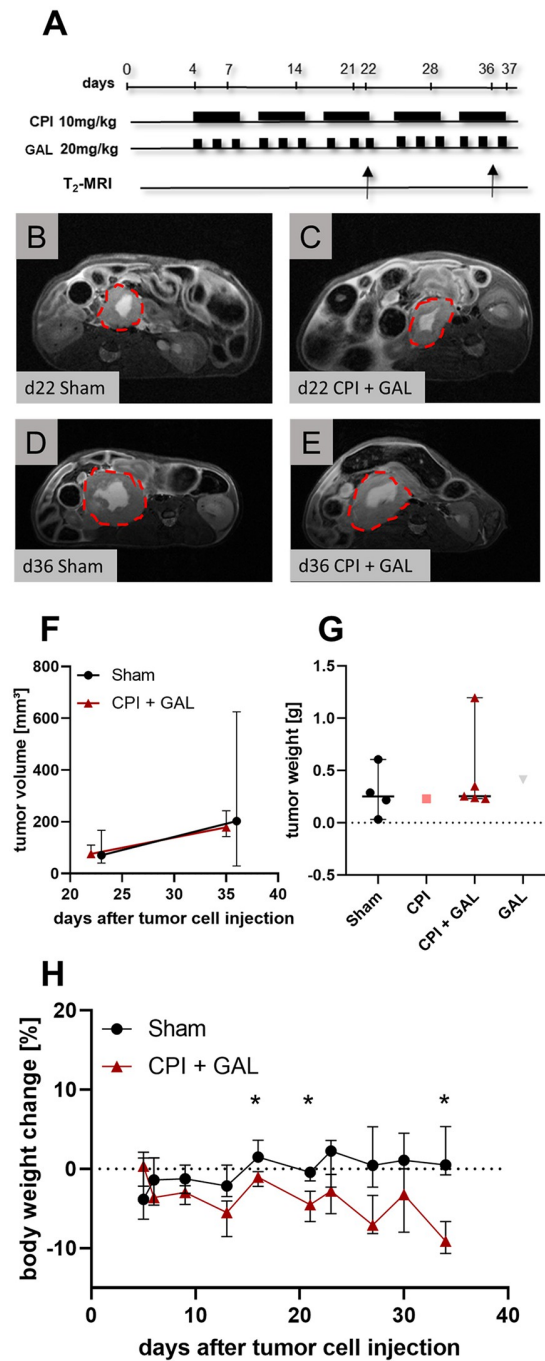 A
0 4 7 14 21 22 28 36 37
days
CPI 10mg/kg
GAL 20mg/kg
T₂-MRI
B
d22 Sham
C
d22 CPI + GAL
D
d36 Sham
E
d36 CPI + GAL
F
Sham
CPI + GAL
tumor volume [mm³]
800
600
400
200
0
20 25 30 35 40
days after tumor cell injection
G
tumor weight [g]
1.5
1.0
0.5
0.0
-0.5
Sham
CPI
CPI + GAL
GAL
H
Sham
CPI + GAL
* * *
body weight change [%]
20
10
0
-10
0 10 20 30 40
days after tumor cell injection